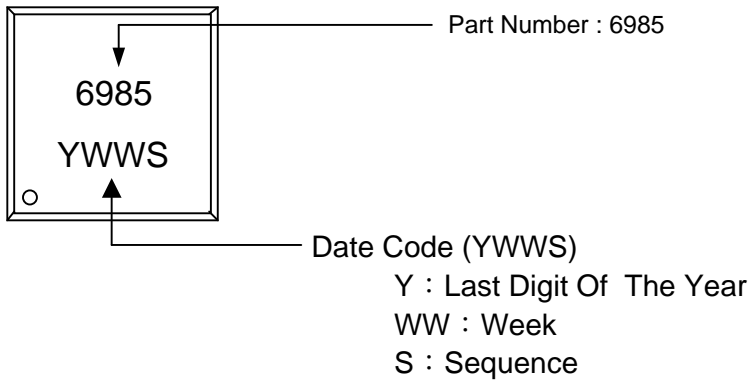 Part Number : 6985
6985
YWWS
Date Code (YWWS)
Y：Last Digit Of The Year
WW：Week
S：Sequence